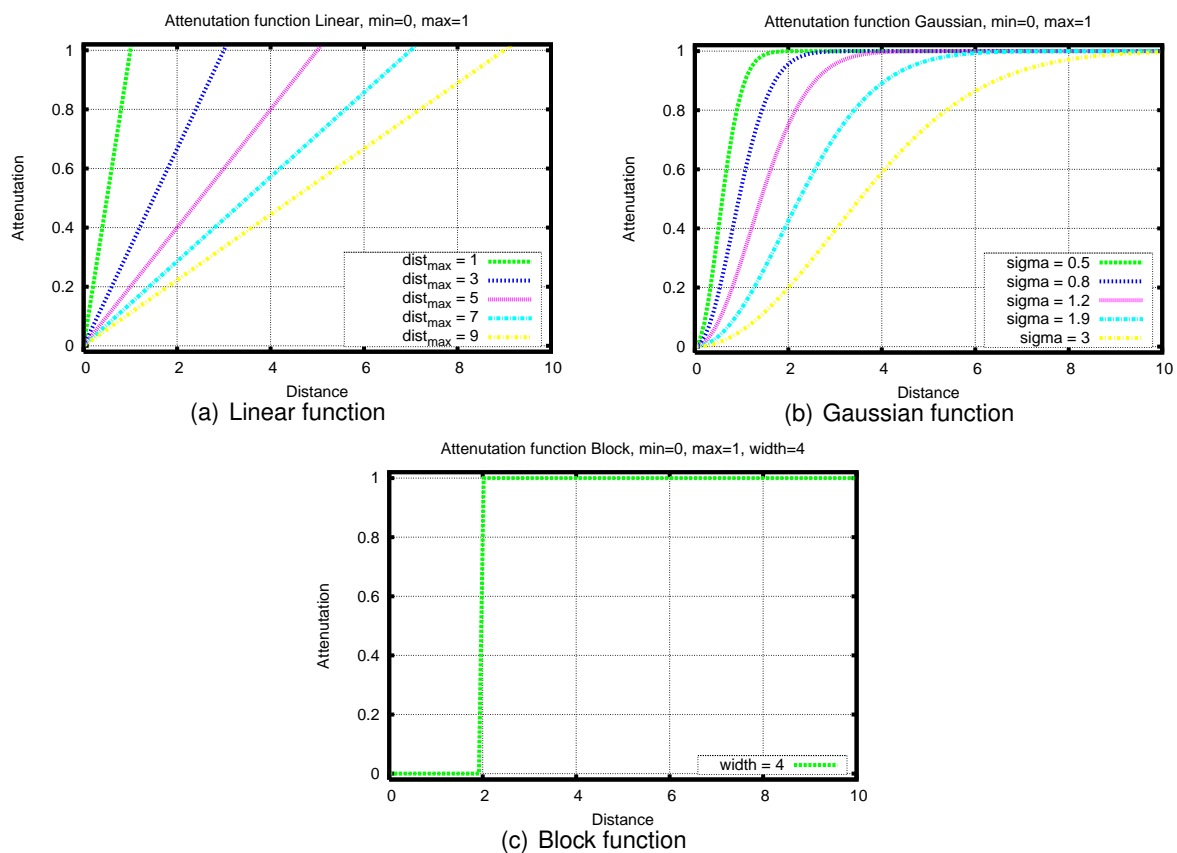 Attenutation function Linear, min=0, max=1
1
0.8
0.6
0.4
0.2
0
Attenutation
dist_max = 1
dist_max = 3
dist_max = 5
dist_max = 7
dist_max = 9
0 2 4 6 8 10
Distance
(a) Linear function
Attenutation function Gaussian, min=0, max=1
1
0.8
0.6
0.4
0.2
0
Attenutation
sigma = 0.5
sigma = 0.8
sigma = 1.2
sigma = 1.9
sigma = 3
0 2 4 6 8 10
Distance
(b) Gaussian function
Attenutation function Block, min=0, max=1, width=4
1
0.8
0.6
0.4
0.2
0
Attenutation
width = 4
0 2 4 6 8 10
Distance
(c) Block function